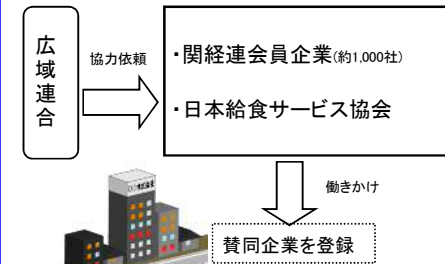 広域連合
協力依頼
・関経連会員企業(約1,000社)
・日本給食サービス協会
働きかけ
賛同企業を登録